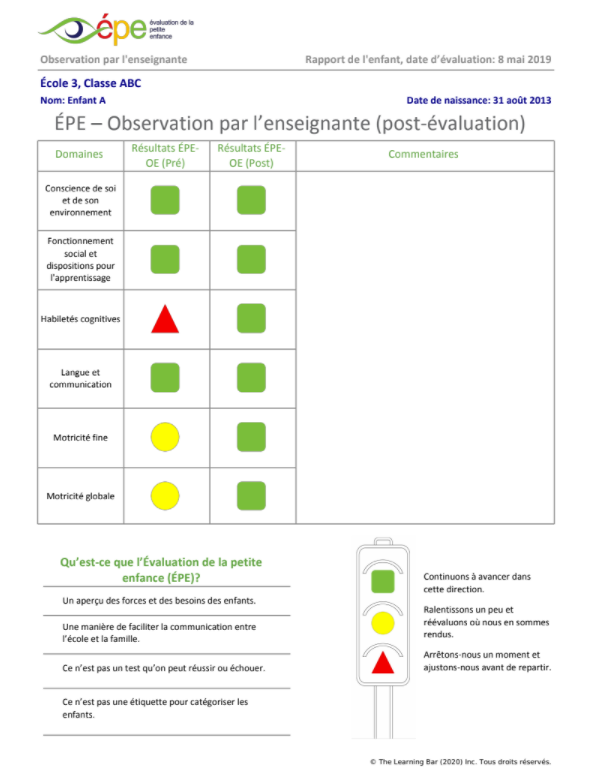 épe évaluation de la
petite
enfance
Observation par l'enseignante Rapport de l'enfant, date d'évaluation: 8 mai 2019
École 3, Classe ABC
Nom: Enfant A Date de naissance: 31 août 2013
ÉPE – Observation par l'enseignante (post-évaluation)
Domaines
Résultats ÉPE-
OE (Pré)
Résultats ÉPE-
OE (Post)
Commentaires
Conscience de soi
et de son
environnement
Fonctionnement
social et
dispositions pour
l'apprentissage
Habiletés cognitives
Langue et
communication
Motricité fine
Motricité globale
Qu'est-ce que l'Évaluation de la petite
enfance (ÉPE)?
Un aperçu des forces et des besoins des enfants.
Une manière de faciliter la communication entre
l'école et la famille.
Ce n'est pas un test qu'on peut réussir ou échouer.
Ce n'est pas une étiquette pour catégoriser les
enfants.
Continuons à avancer dans
cette direction.
Ralentissons un peu et
réévaluons où nous en sommes
rendus.
Arrêtons-nous un moment et
ajustons-nous avant de repartir.
© The Learning Bar (2020) Inc. Tous droits réservés.